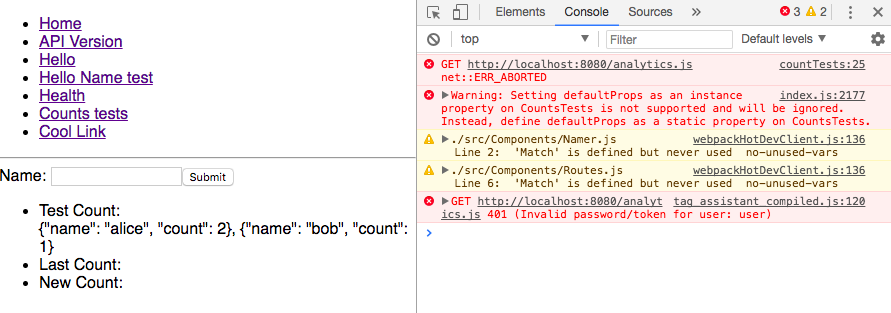 Home
API Version
Hello
Hello Name test
Health
Counts tests
Cool Link
Name: Submit
Test Count:
{"name": "alice", "count": 2}, {"name": "bob", "count":
1}
Last Count:
New Count:
Elements Console Sources » 3 2
top Filter Default levels
GET http://localhost:8080/analytics.js countTests:25
net::ERR_ABORTED
Warning: Setting defaultProps as an instance index.js:2177
property on CountsTests is not supported and will be ignored.
Instead, define defaultProps as a static property on CountsTests.
./src/Components/Namer.js webpackHotDevClient.js:136
Line 2: 'Match' is defined but never used no-unused-vars
./src/Components/Routes.js webpackHotDevClient.js:136
Line 6: 'Match' is defined but never used no-unused-vars
GET http://localhost:8080/analyt tag_assistant_compiled.js:120
ics.js 401 (Invalid password/token for user: user)